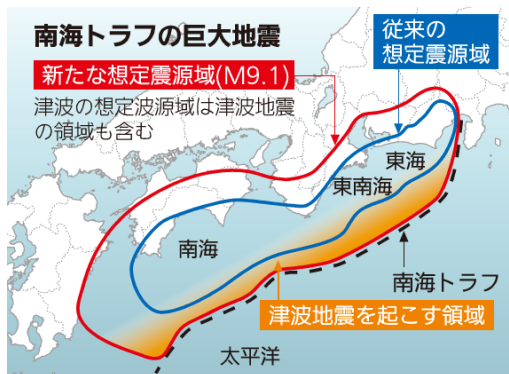 南海トラフの巨大地震
従来の
想定震源域
新たな想定震源域(M9.1)
津波の想定波源域は津波地震
の領域も含む
東海
東南海
南海
南海トラフ
津波地震を起こす領域
太平洋